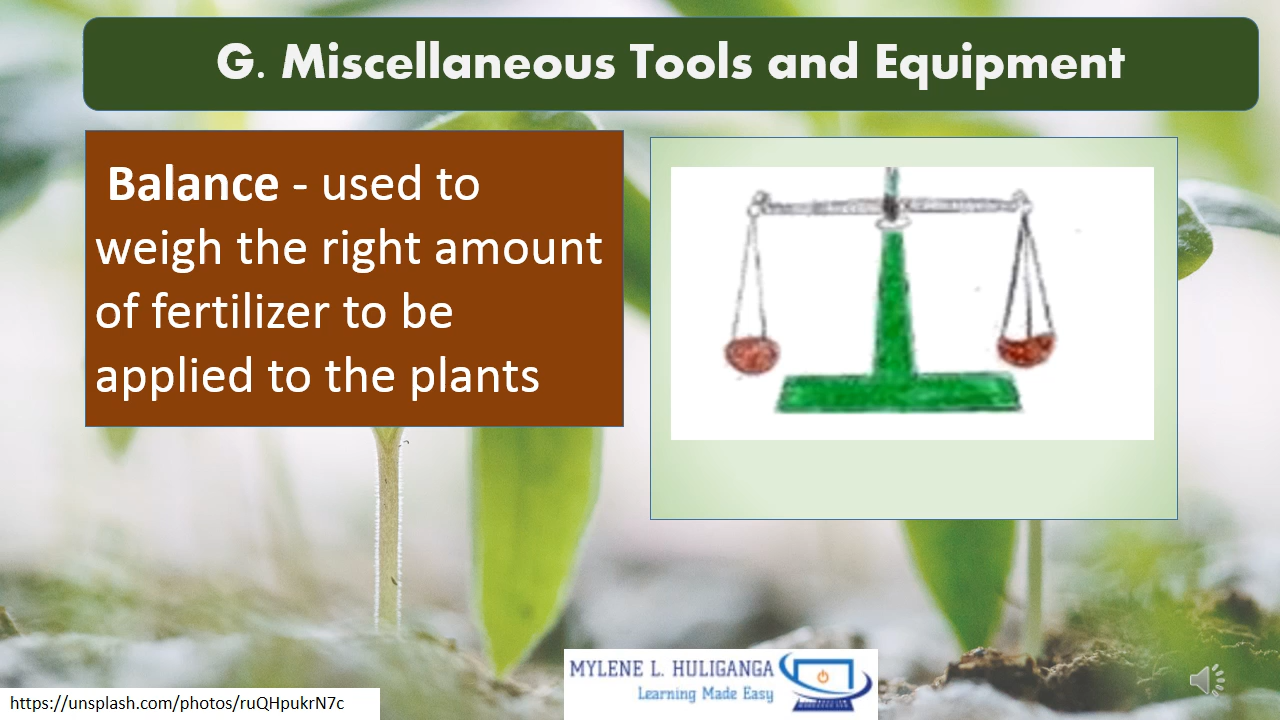 G. Miscellaneous Tools and Equipment
Balance - used to
weigh the right amount
of fertilizer to be
applied to the plants
MYLENE L. HULIGANGA
Learning Made Easy
https://unsplash.com/photos/ruQHpukrN7c